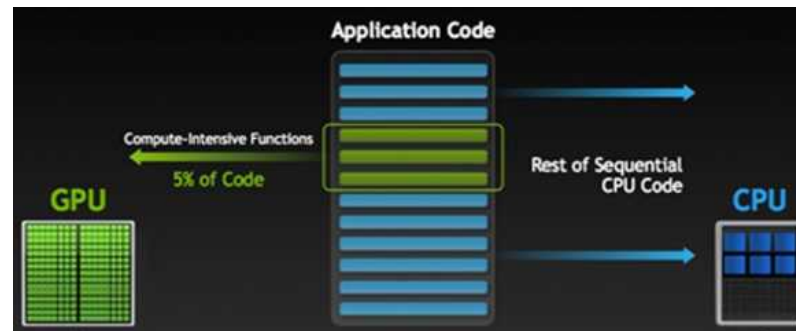 Application Code
Compute-Intensive Functions
5% of Code
Rest of Sequential
CPU Code
GPU
CPU